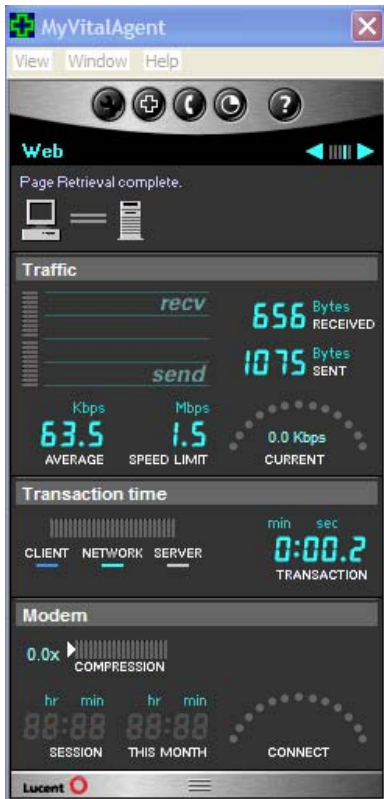 MyVitalAgent
View Window Help
?
Web
Page Retrieval complete.
Traffic
recv
656 Bytes RECEIVED
send
1075 Bytes SENT
Kbps Mbps
63.5 1.5 0.0 Kbps
AVERAGE SPEED LIMIT CURRENT
Transaction time
min sec
CLIENT NETWORK SERVER 0:00.2
TRANSACTION
Modem
0.0x
COMPRESSION
hr min hr min
88:88 88:88
SESSION THIS MONTH CONNECT
Lucent